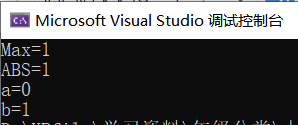 Microsoft Visual Studio 调试控制台
Max=1
ABS=1
a=0
b=1